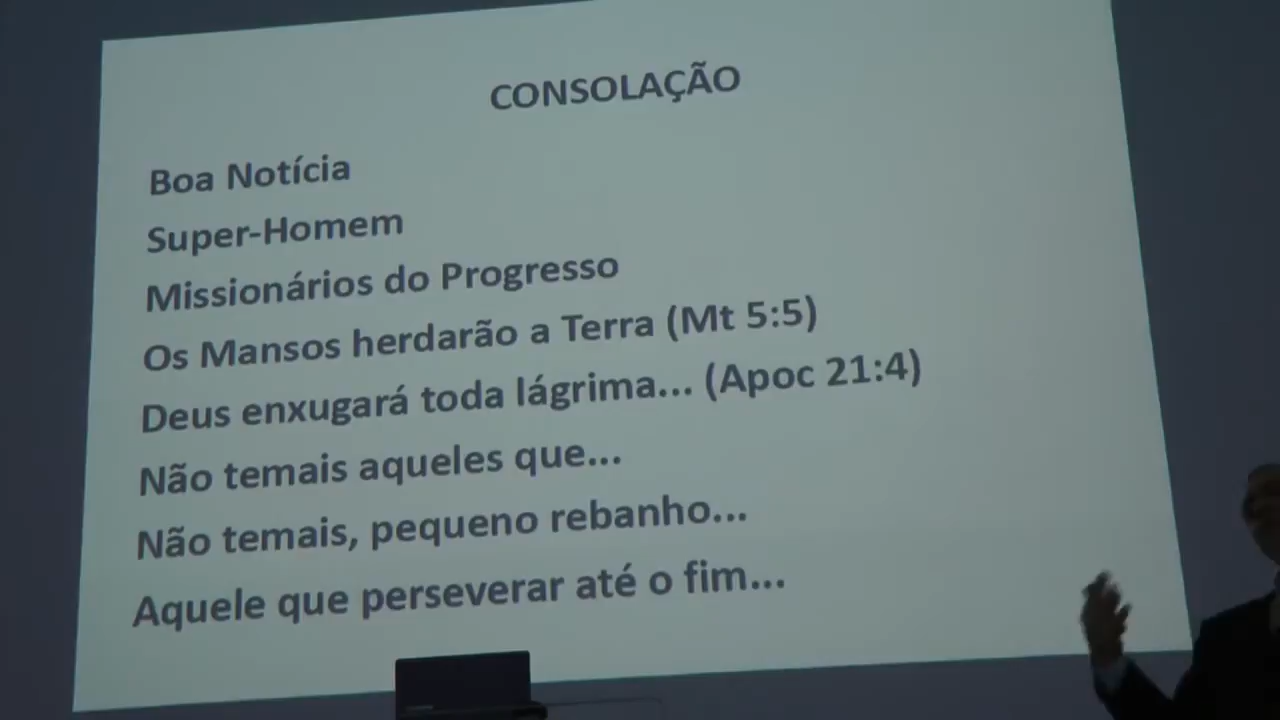 CONSOLAÇÃO
Boa Notícia
Super-Homem
Missionários do Progresso
Os Mansos herdarão a Terra (Mt 5:5)
Deus enxugará toda lágrima... (Apoc 21:4)
Não temais aqueles que...
Não temais, pequeno rebanho...
Aquele que perseverar até o fim...